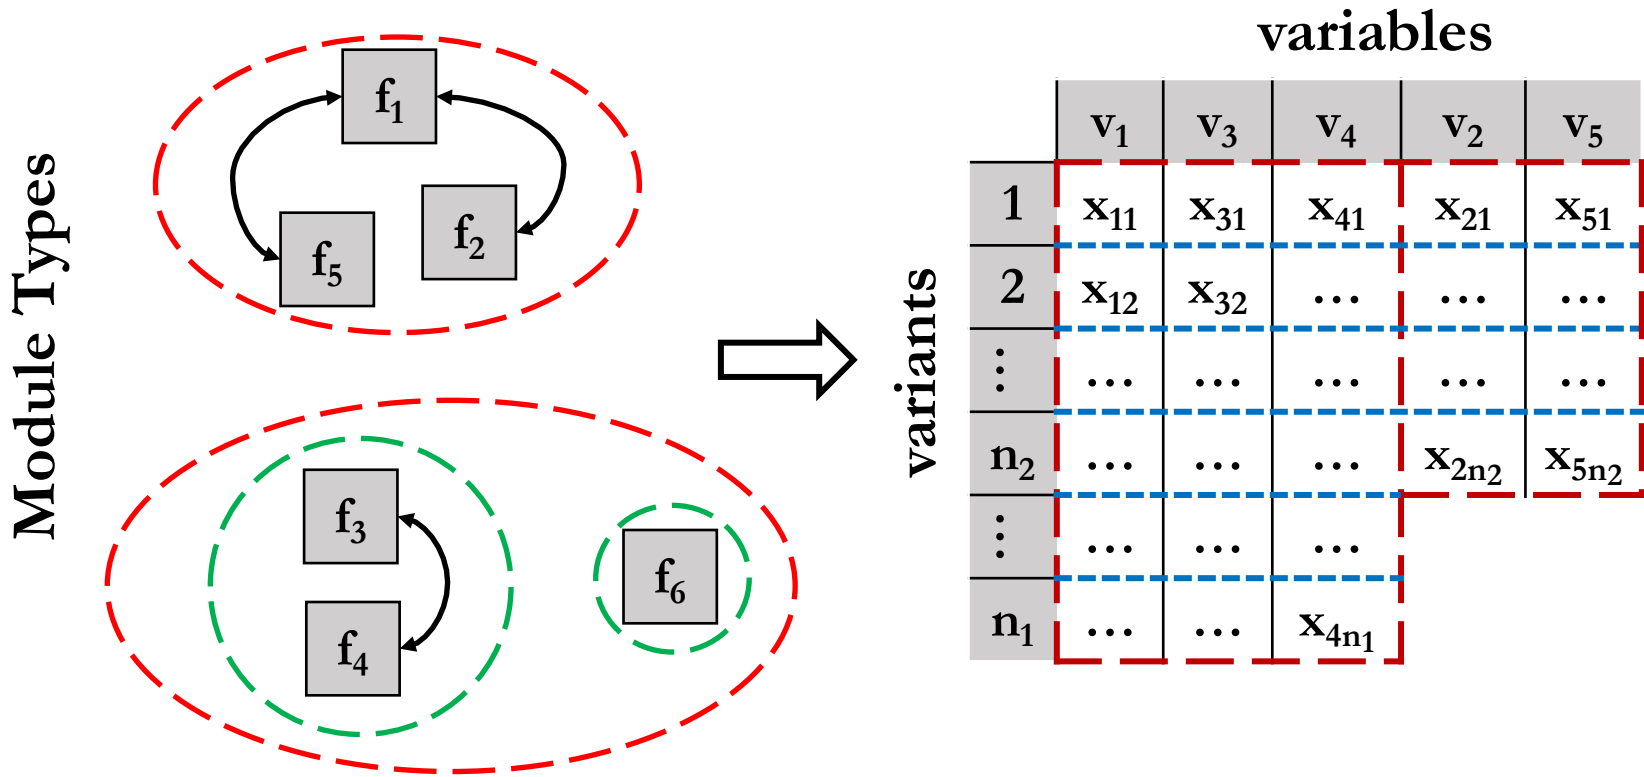 Module Types
f₁
f₂
f₅
f₃
f₄
f₆
variables
variants
v₁ v₃ v₄ v₂ v₅
1 x₁₁ x₃₁ x₄₁ x₂₁ x₅₁
2 x₁₂ x₃₂ ... ... ...
⋮ ... ... ... ... ...
n₂ ... ... ... x₂ₙ₂ x₅ₙ₂
⋮ ... ... ...
n₁ ... ... x₄ₙ₁